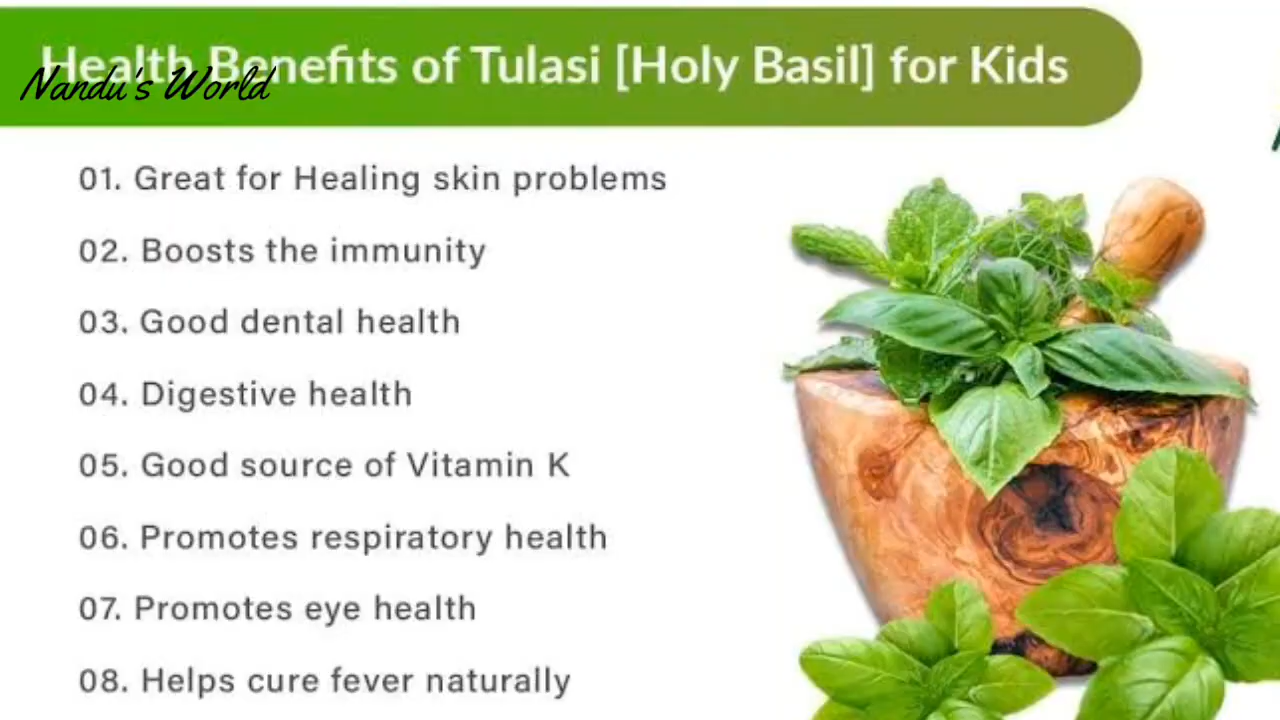 Health Benefits of Tulasi [Holy Basil] for Kids
Nandu's World
01. Great for Healing skin problems
02. Boosts the immunity
03. Good dental health
04. Digestive health
05. Good source of Vitamin K
06. Promotes respiratory health
07. Promotes eye health
08. Helps cure fever naturally